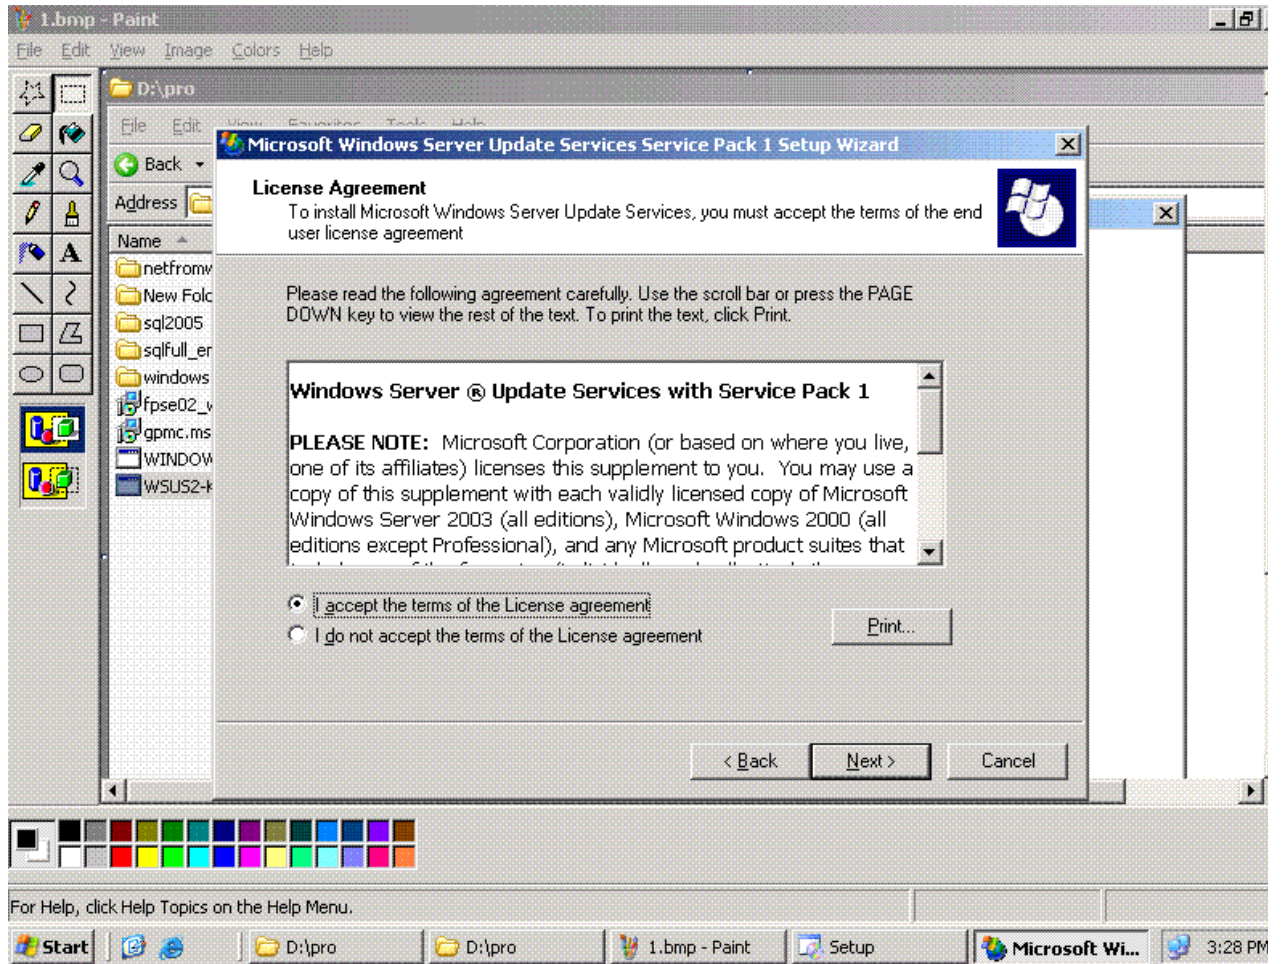 1.bmp - Paint
File Edit View Image Colors Help
D:\pro
File Edit View Favorites Tools Help
Microsoft Windows Server Update Services Service Pack 1 Setup Wizard
Back
License Agreement
Address
To install Microsoft Windows Server Update Services, you must accept the terms of the end
user license agreement
Name
netfromw
New Fold
sql2005
sqlfull_en
windows
fpse02_v
gpmc.ms
WINDOW
WSUS2-K
Please read the following agreement carefully. Use the scroll bar or press the PAGE
DOWN key to view the rest of the text. To print the text, click Print.
Windows Server ® Update Services with Service Pack 1
PLEASE NOTE: Microsoft Corporation (or based on where you live,
one of its affiliates) licenses this supplement to you. You may use a
copy of this supplement with each validly licensed copy of Microsoft
Windows Server 2003 (all editions), Microsoft Windows 2000 (all
editions except Professional), and any Microsoft product suites that
I accept the terms of the License agreement
I do not accept the terms of the License agreement
Print...
< Back Next > Cancel
For Help, click Help Topics on the Help Menu.
Start D:\pro D:\pro 1.bmp - Paint Setup Microsoft Wi... 3:28 PM